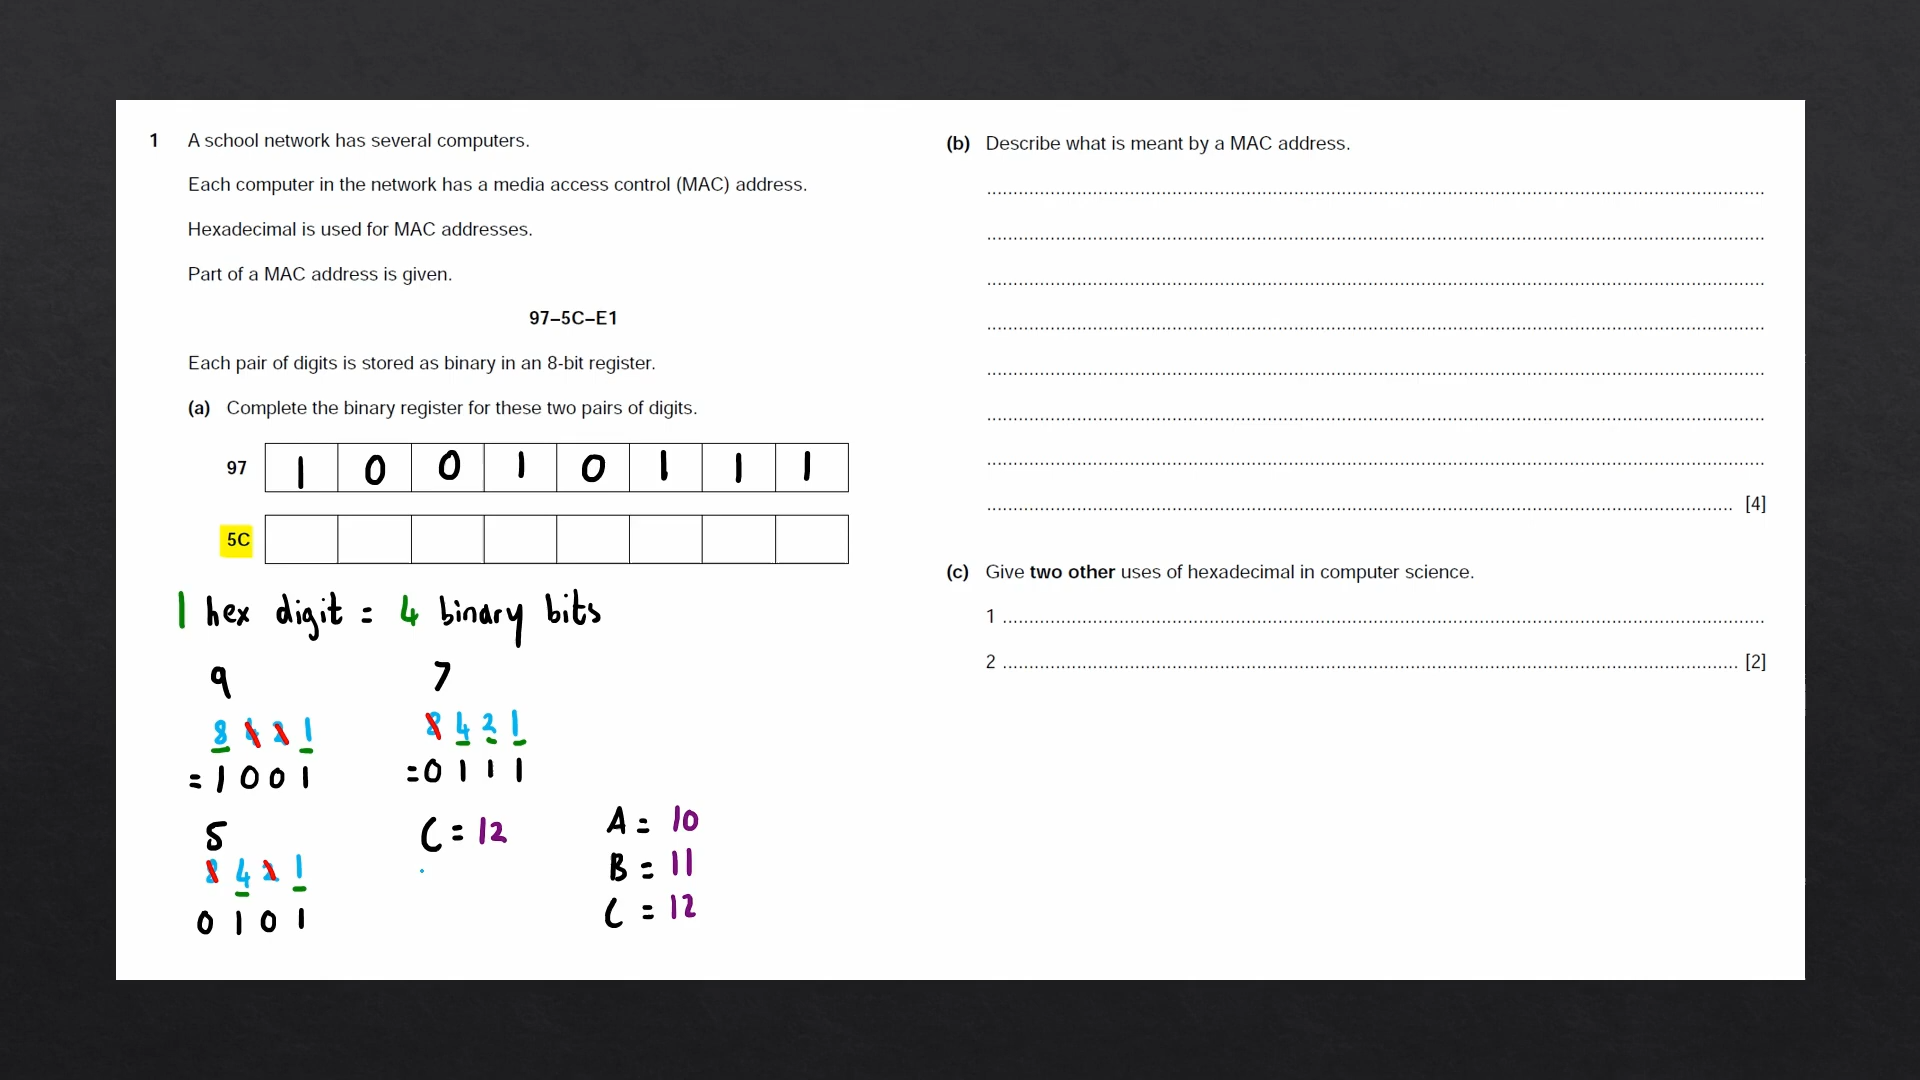 1 A school network has several computers.
Each computer in the network has a media access control (MAC) address.
Hexadecimal is used for MAC addresses.
Part of a MAC address is given.
97–5C–E1
Each pair of digits is stored as binary in an 8-bit register.
(a) Complete the binary register for these two pairs of digits.
97 1 0 0 1 0 1 1 1
5C
1 hex digit = 4 binary bits
9 7
8 4 2 1 8 4 2 1
= 1 0 0 1 = 0 1 1 1
5 C = 12
8 4 2 1
0 1 0 1
A = 10
B = 11
C = 12
(b) Describe what is meant by a MAC address.
[4]
(c) Give two other uses of hexadecimal in computer science.
1
2 [2]